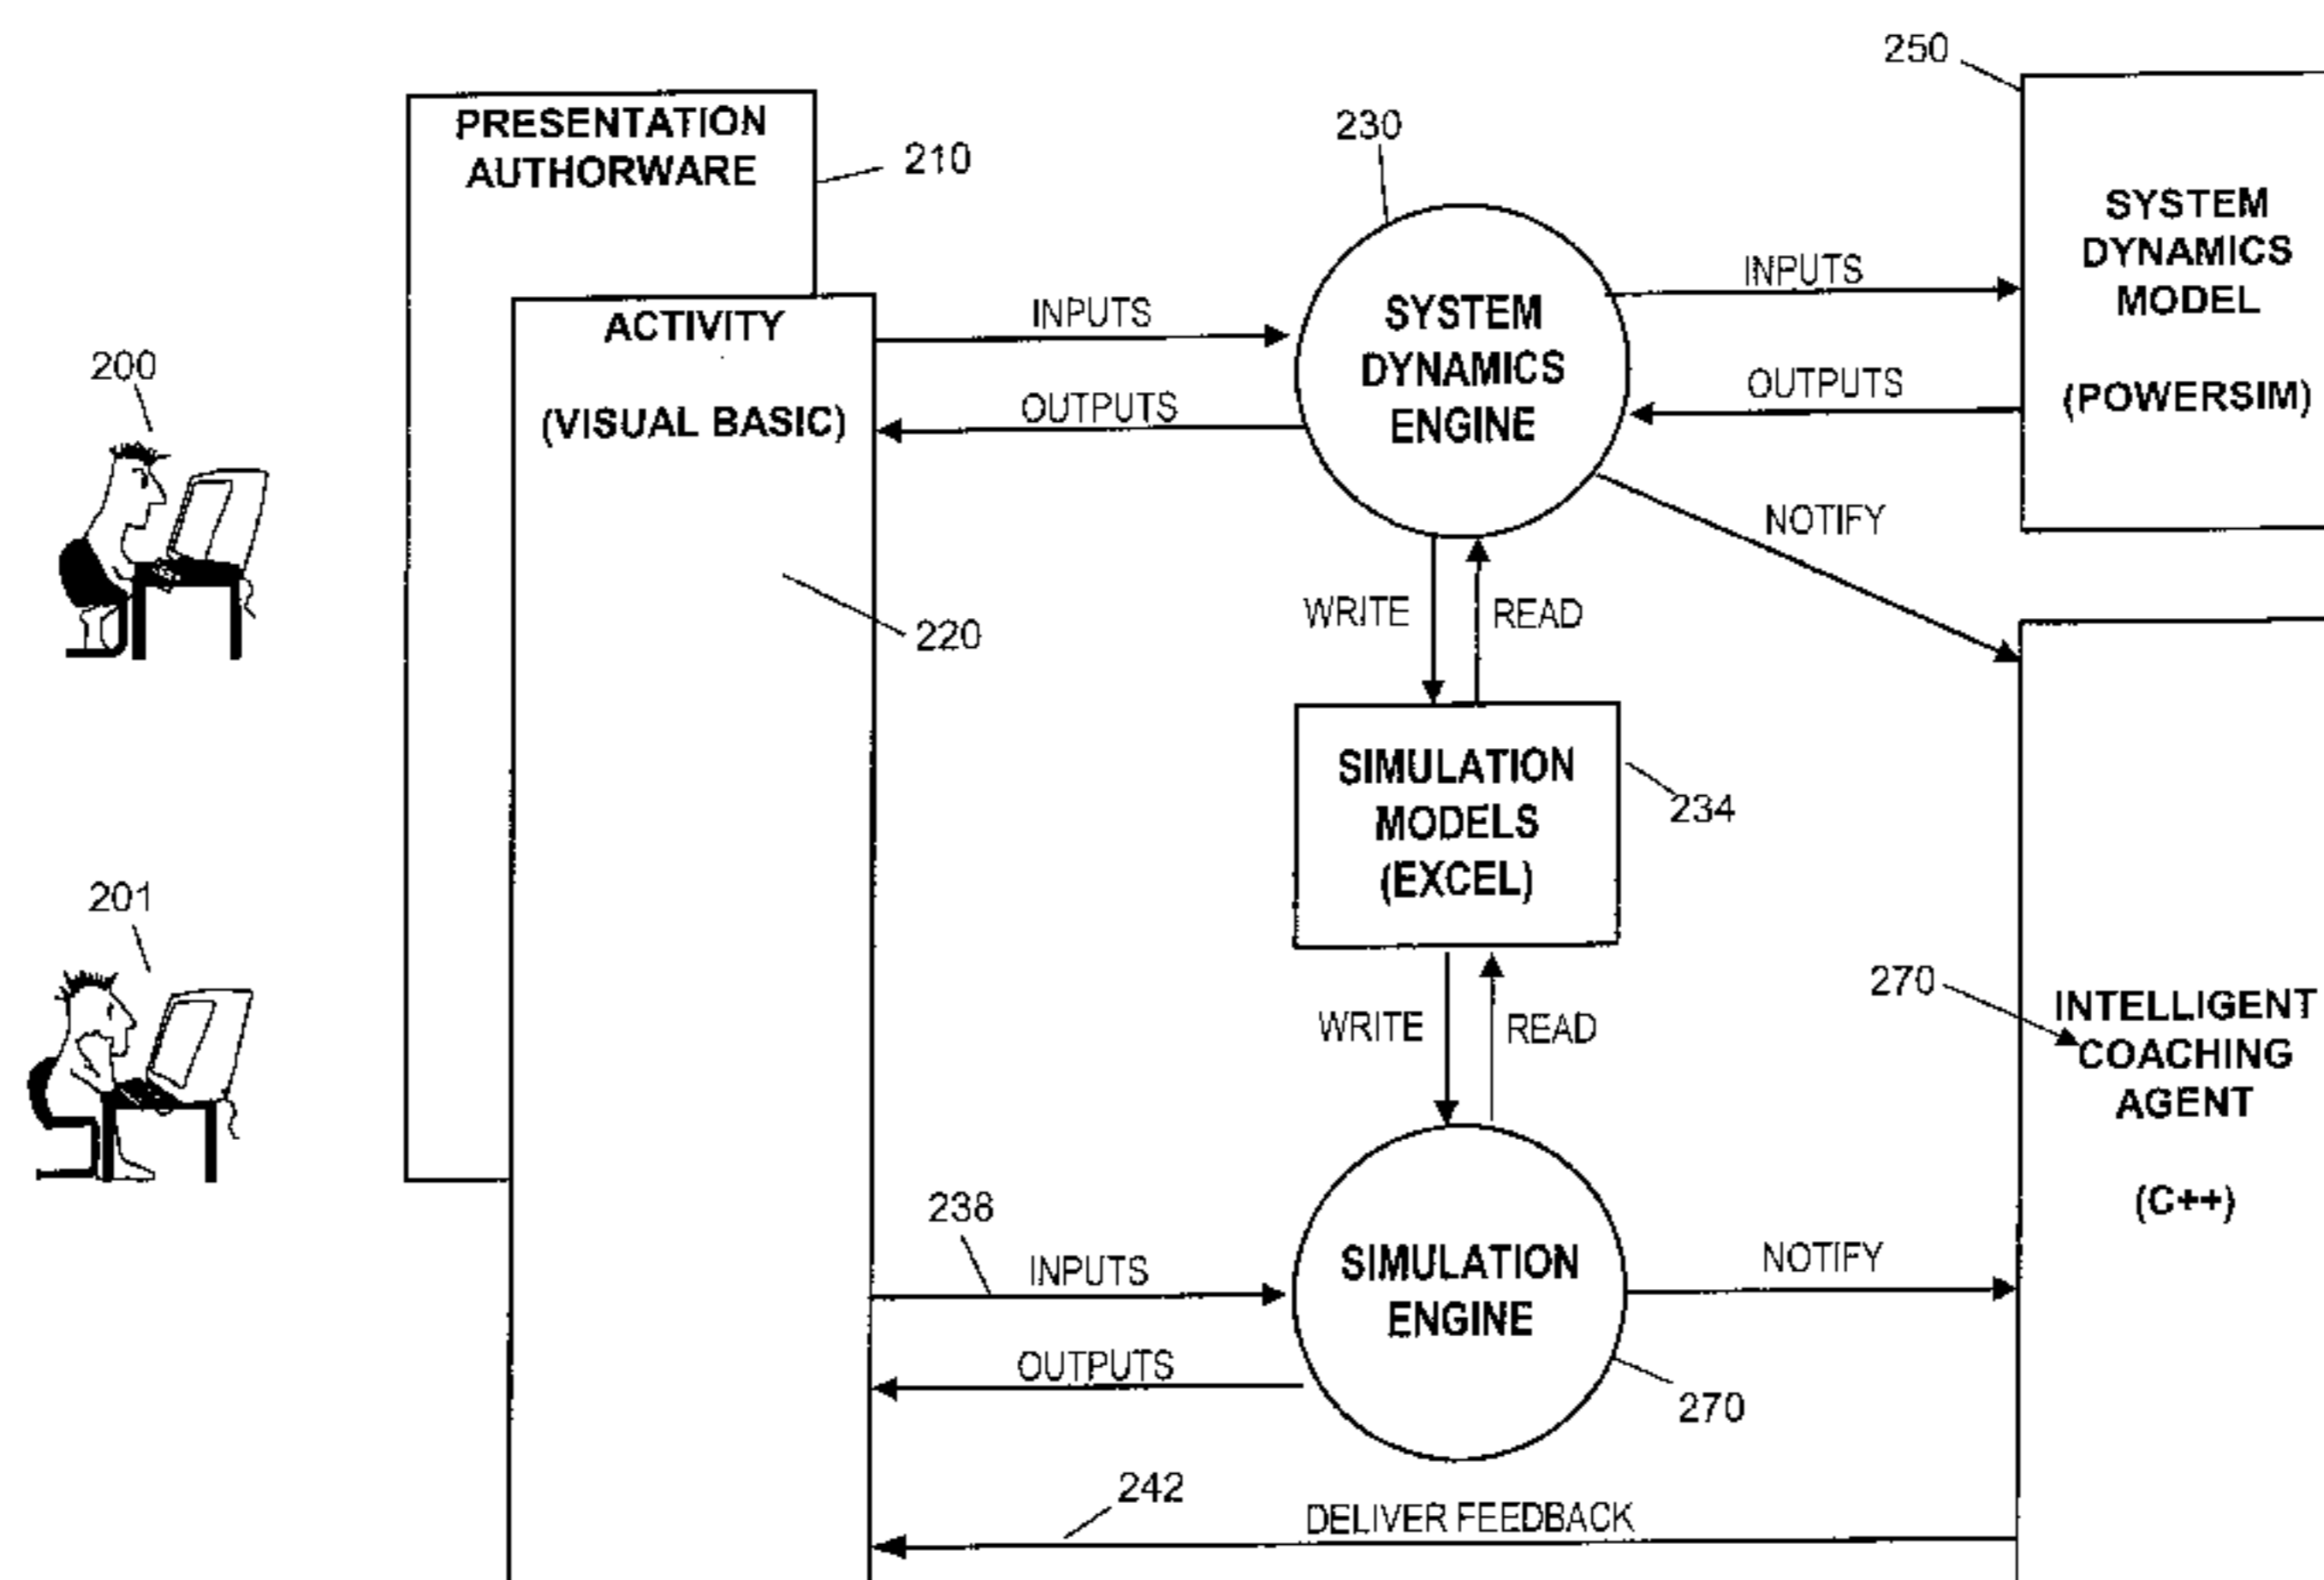 250
PRESENTATION
AUTHORWARE
210
230
SYSTEM
DYNAMICS
MODEL
(POWERSIM)
INPUTS
OUTPUTS
ACTIVITY
(VISUAL BASIC)
INPUTS
OUTPUTS
SYSTEM
DYNAMICS
ENGINE
200
NOTIFY
220
WRITE
READ
SIMULATION
MODELS
(EXCEL)
234
201
WRITE
READ
270
INTELLIGENT
COACHING
AGENT
(C++)
238
INPUTS
OUTPUTS
SIMULATION
ENGINE
NOTIFY
270
242
DELIVER FEEDBACK